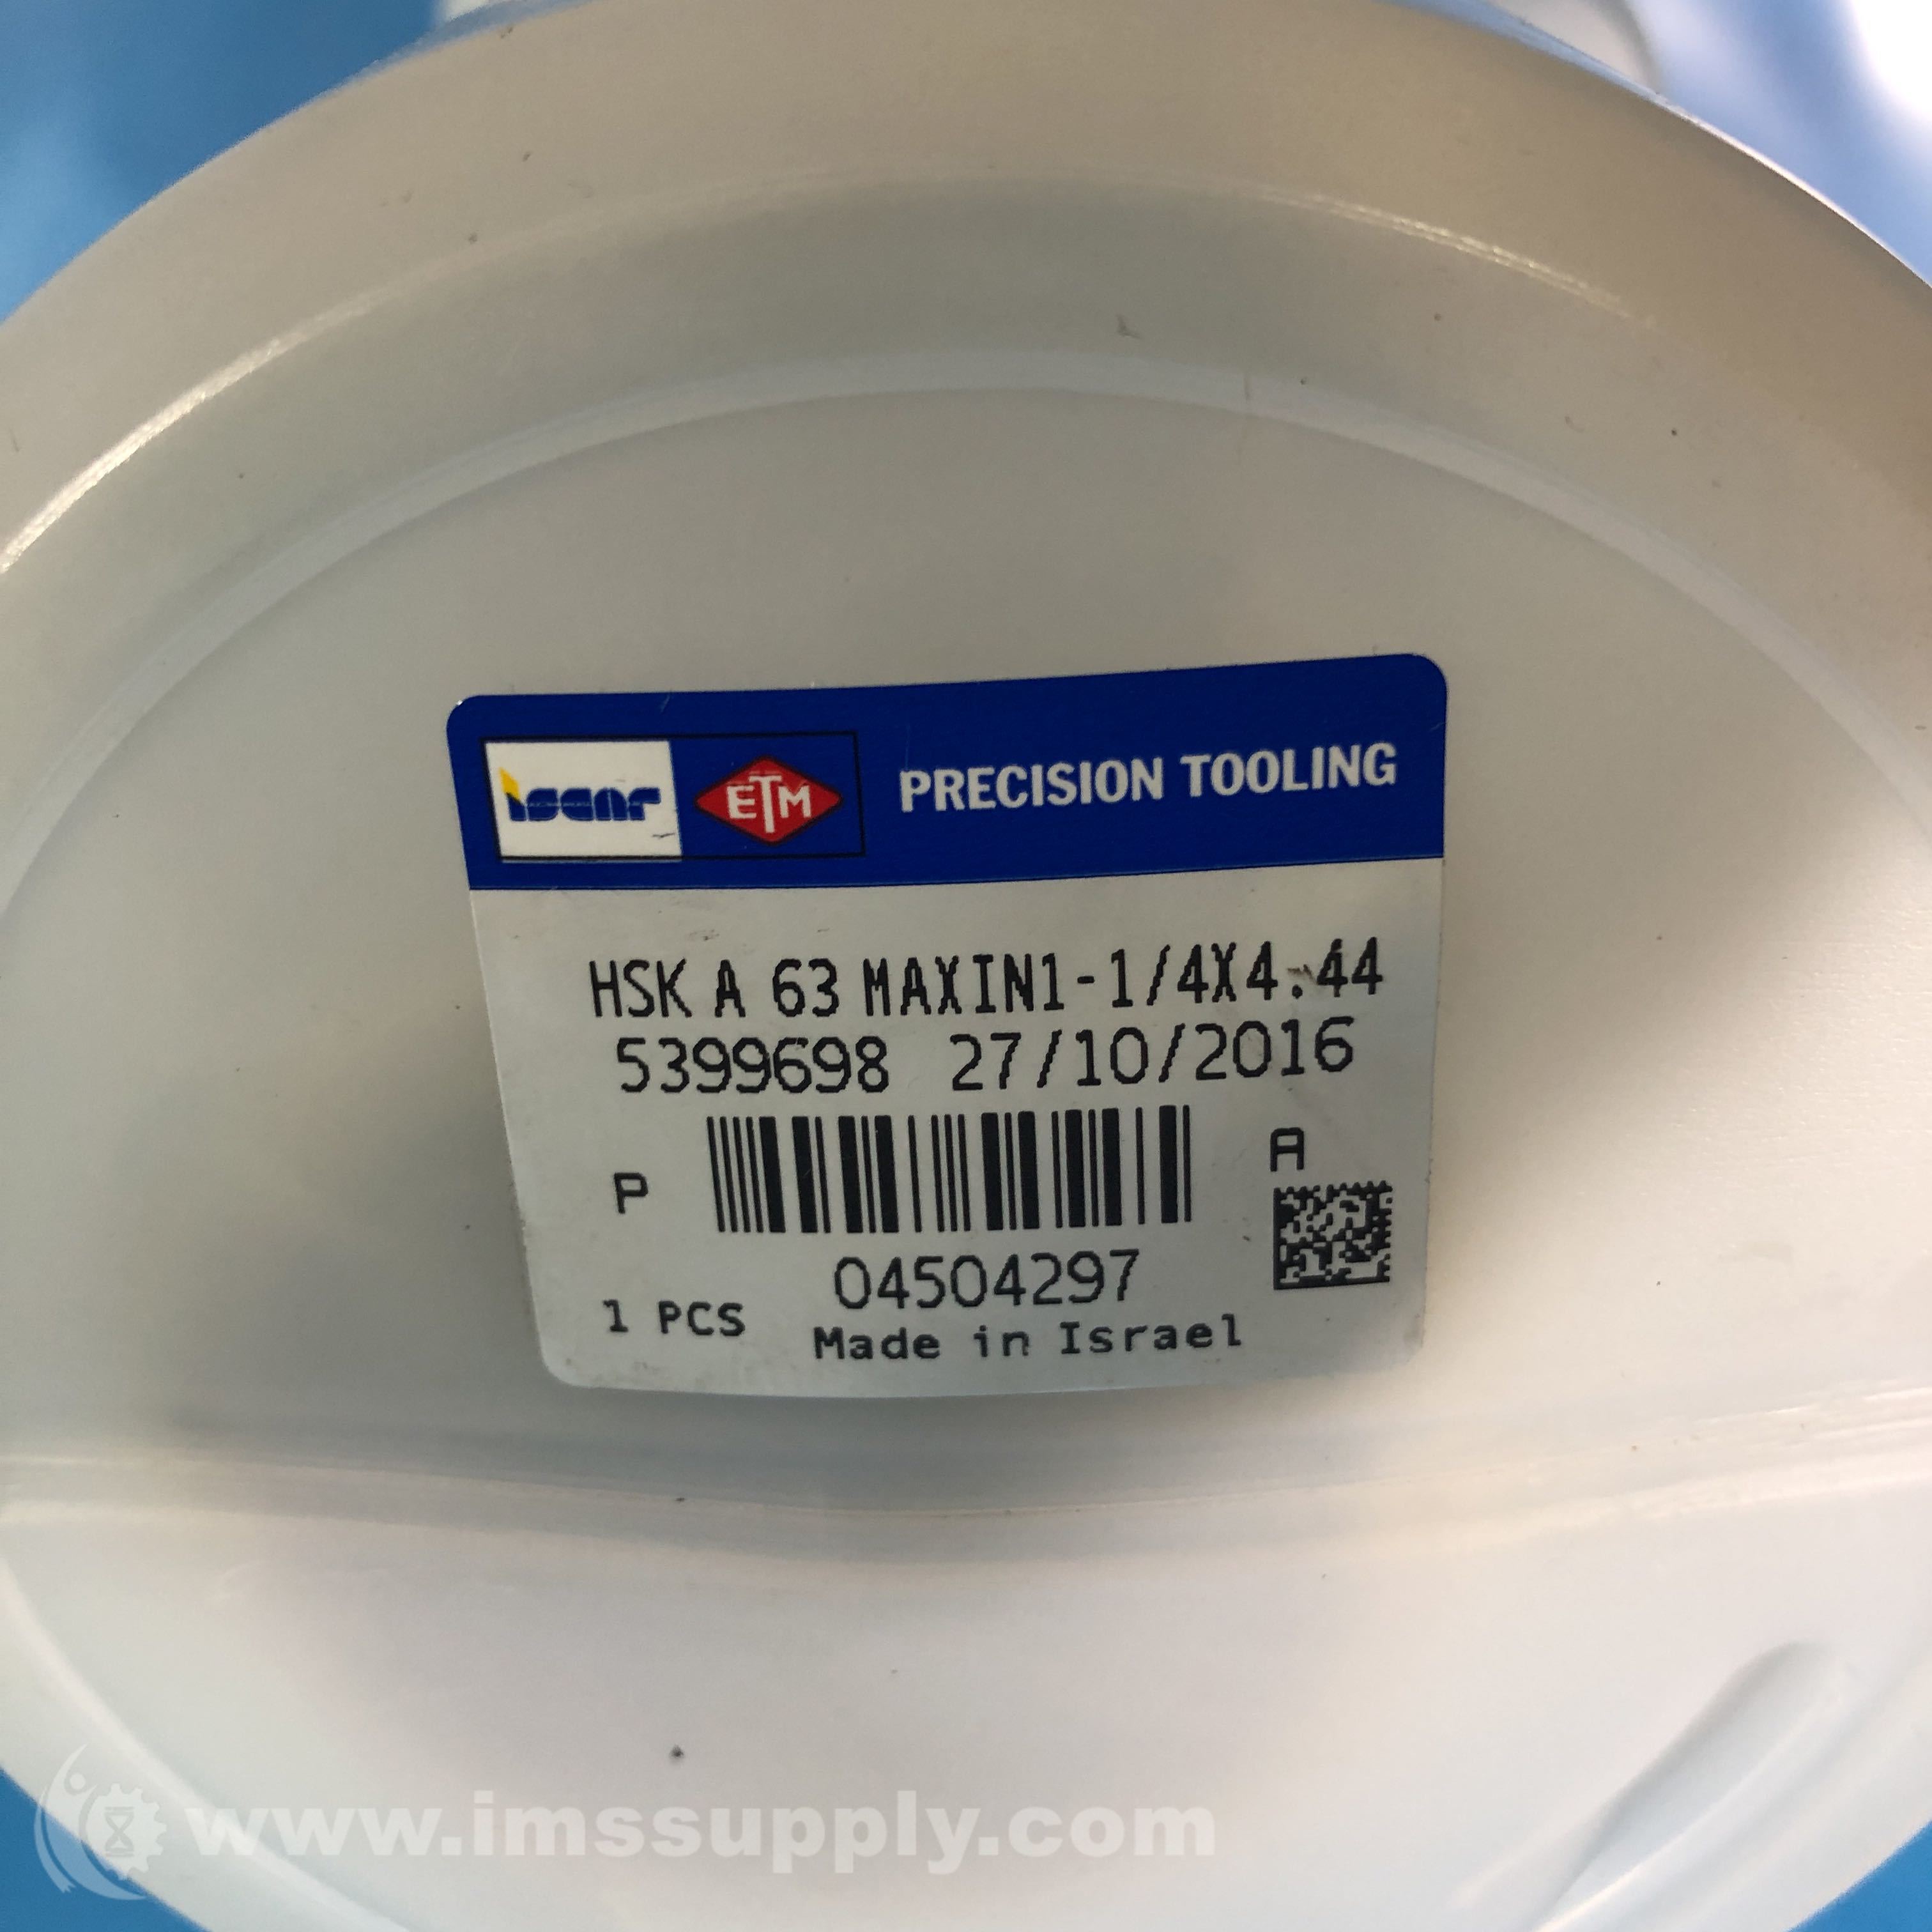 iscar ETM PRECISION TOOLING
HSK A 63 MAXIN1-1/4X4.44
5399698 27/10/2016
P A
04504297
1 PCS
Made in Israel
www.imssupply.com